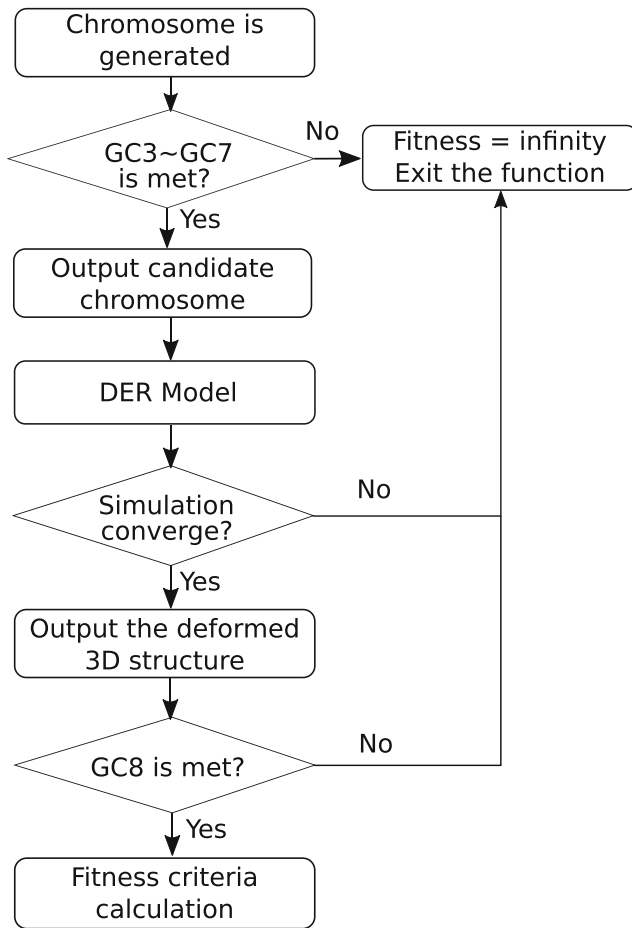 Chromosome is
generated
GC3~GC7
is met?
No
Fitness = infinity
Exit the function
Yes
Output candidate
chromosome
DER Model
Simulation
converge?
No
Yes
Output the deformed
3D structure
GC8 is met?
No
Yes
Fitness criteria
calculation